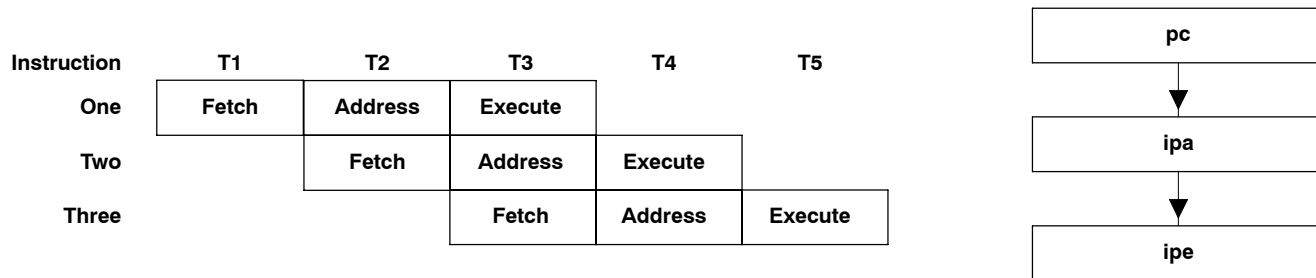 Instruction T1 T2 T3 T4 T5
One Fetch Address Execute
Two Fetch Address Execute
Three Fetch Address Execute
pc
ipa
ipe